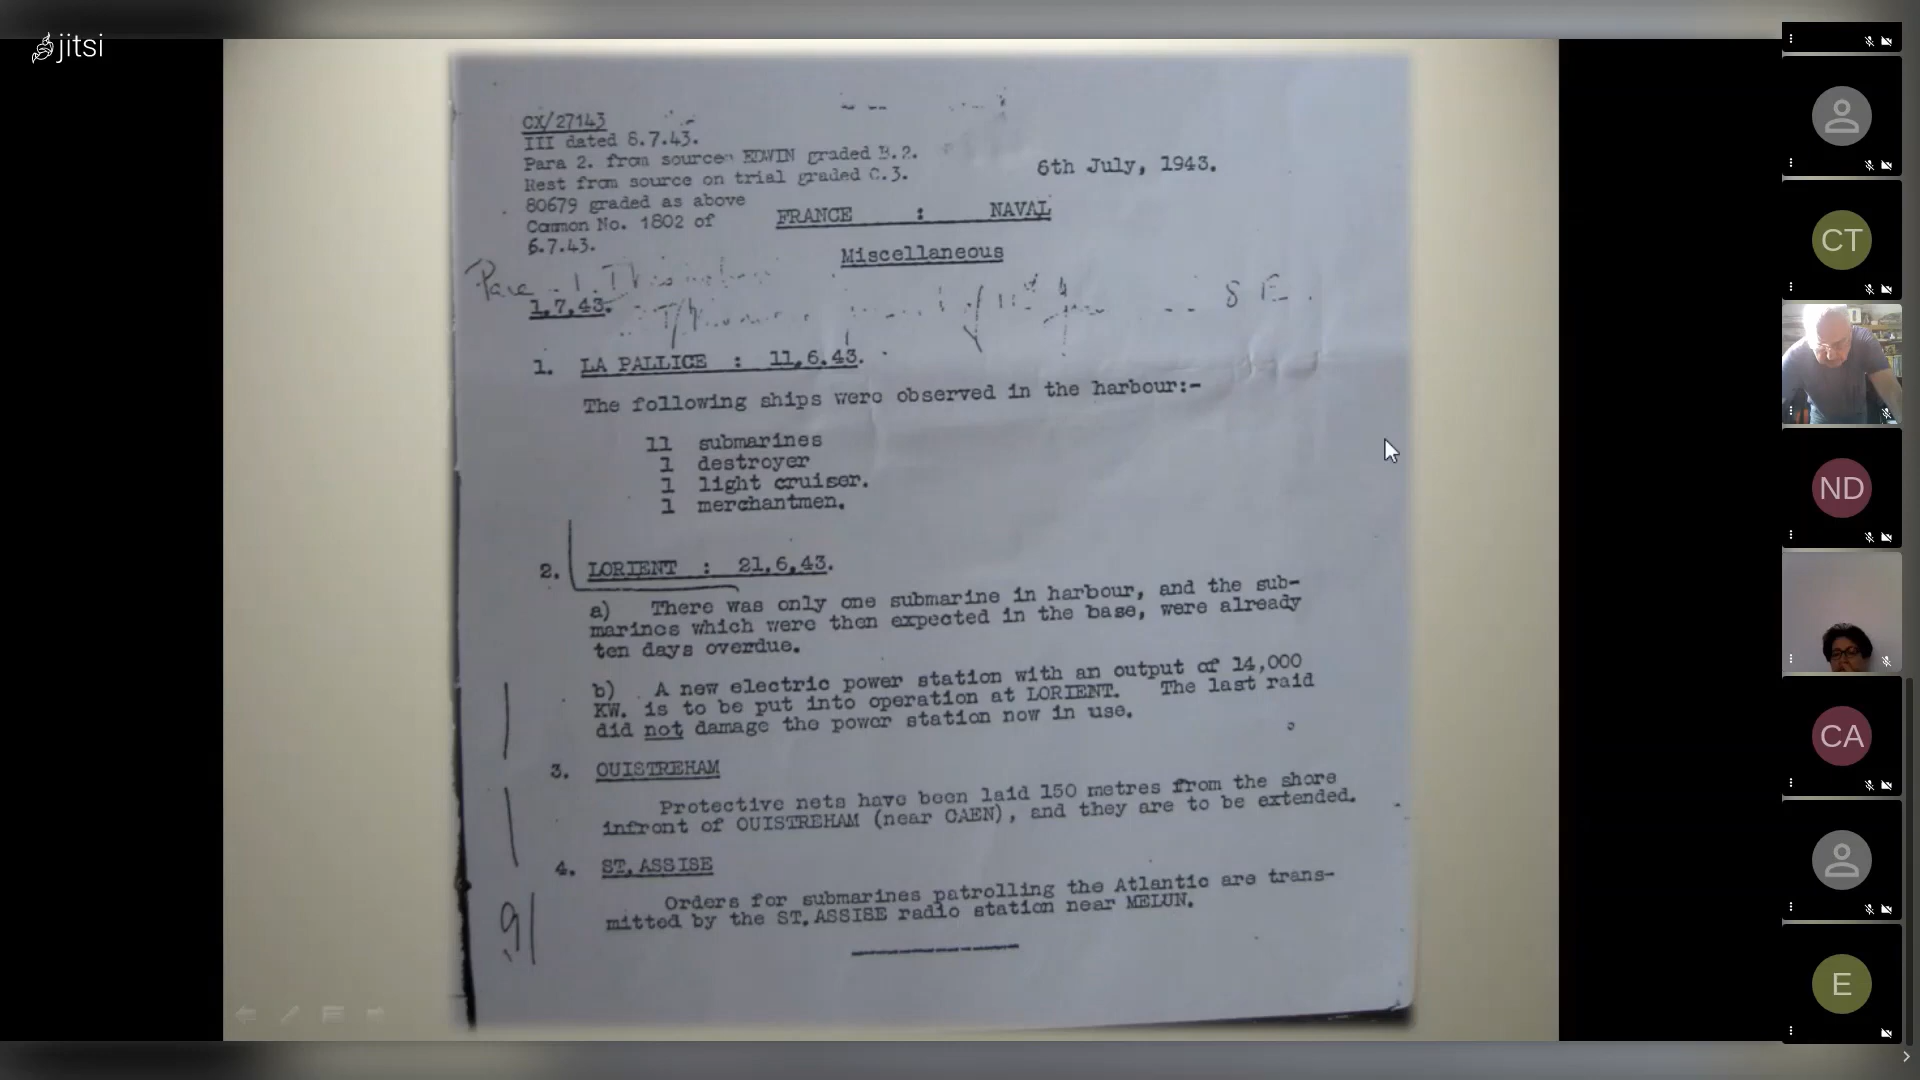 jitsi
CX/27143
III dated 6.7.43.
Para 2. from source EDWIN graded B.2.
Rest from source on trial graded C.3.
80679 graded as above
Common No. 1802 of
6.7.43.
6th July, 1943.
FRANCE : NAVAL
Miscellaneous
1.7.43.
S E.
1. LA PALLICE : 11.6.43.
The following ships were observed in the harbour:-
11 submarines
1 destroyer
1 light cruiser.
1 merchantmen.
2. LORIENT : 21.6.43.
a) There was only one submarine in harbour, and the sub-
marines which were then expected in the base, were already
ten days overdue.
b) A new electric power station with an output of 14,000
KW. is to be put into operation at LORIENT. The last raid
did not damage the power station now in use.
3. OUISTREHAM
Protective nets have been laid 150 metres from the shore
infront of OUISTREHAM (near CAEN), and they are to be extended.
4. ST.ASSISE
Orders for submarines patrolling the Atlantic are trans-
mitted by the ST.ASSISE radio station near MELUN.
CT
ND
CA
E